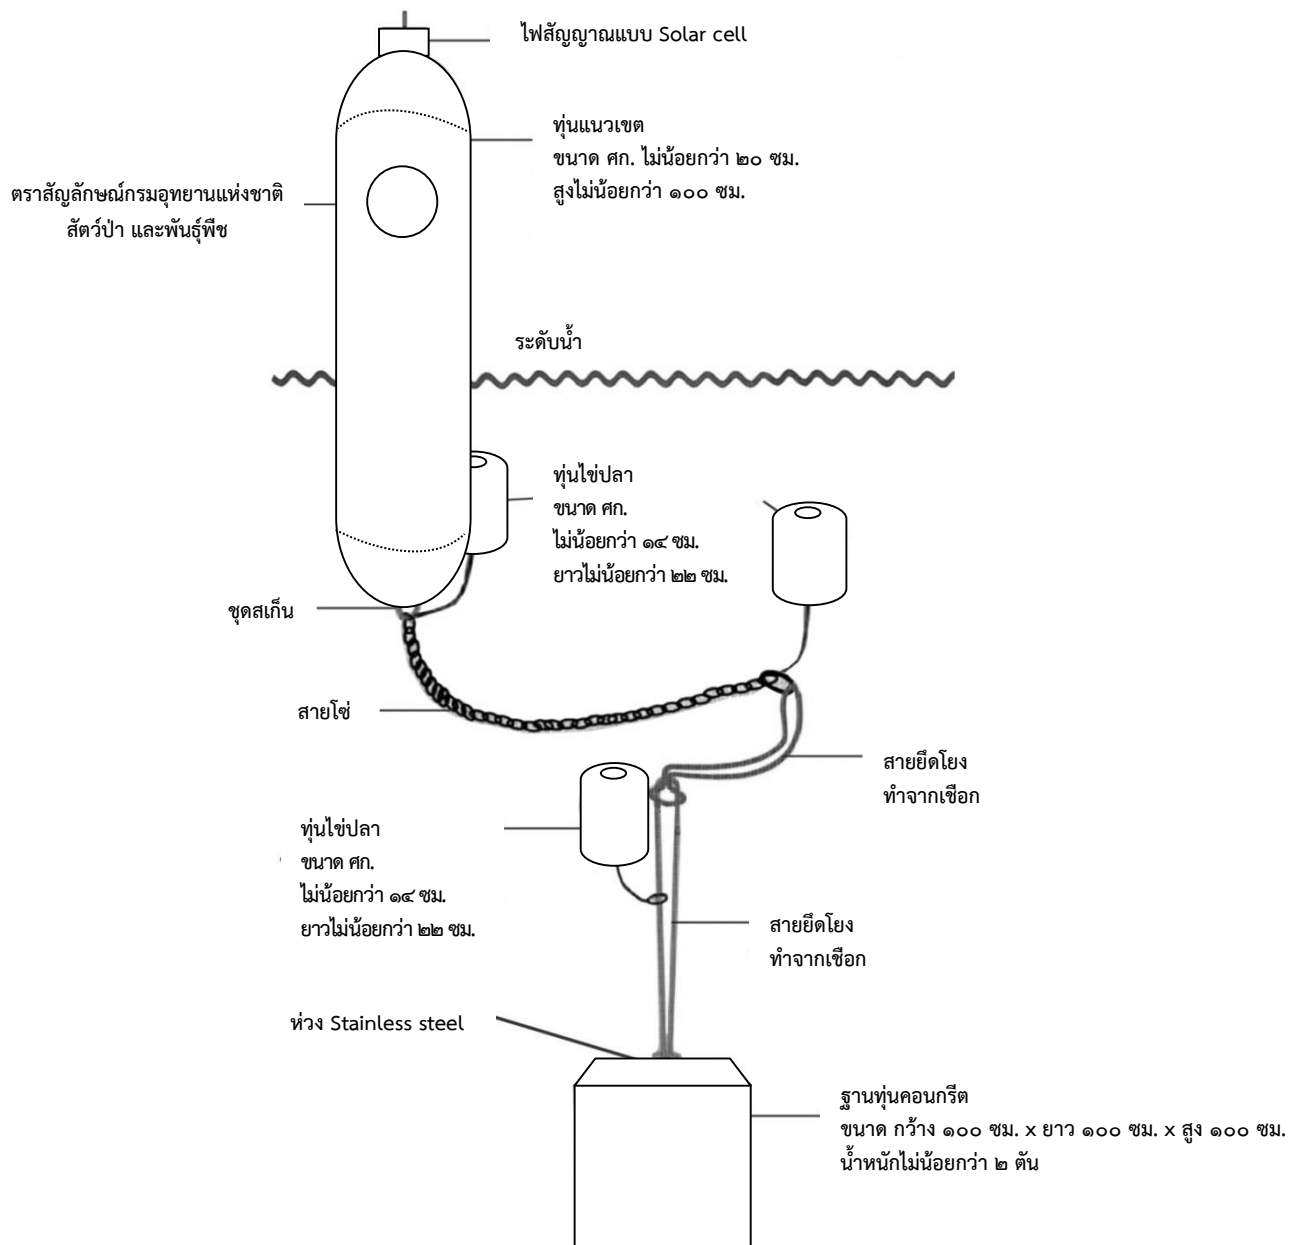 ไฟสัญญาณแบบ Solar cell
ทุ่นแนวเขต
ขนาด ศก. ไม่น้อยกว่า ๒๐ ซม.
สูงไม่น้อยกว่า ๑๐๐ ซม.
ตราสัญลักษณ์กรมอุทยานแห่งชาติ
สัตว์ป่า และพันธุ์พืช
ระดับน้ำ
ทุ่นไข่ปลา
ขนาด ศก.
ไม่น้อยกว่า ๑๔ ซม.
ยาวไม่น้อยกว่า ๒๒ ซม.
ชุดสเก็น
สายโซ่
สายยึดโยง
ทำจากเชือก
ทุ่นไข่ปลา
ขนาด ศก.
ไม่น้อยกว่า ๑๔ ซม.
ยาวไม่น้อยกว่า ๒๒ ซม.
สายยึดโยง
ทำจากเชือก
ห่วง Stainless steel
ฐานทุ่นคอนกรีต
ขนาด กว้าง ๑๐๐ ซม. x ยาว ๑๐๐ ซม. x สูง ๑๐๐ ซม.
น้ำหนักไม่น้อยกว่า ๒ ตัน